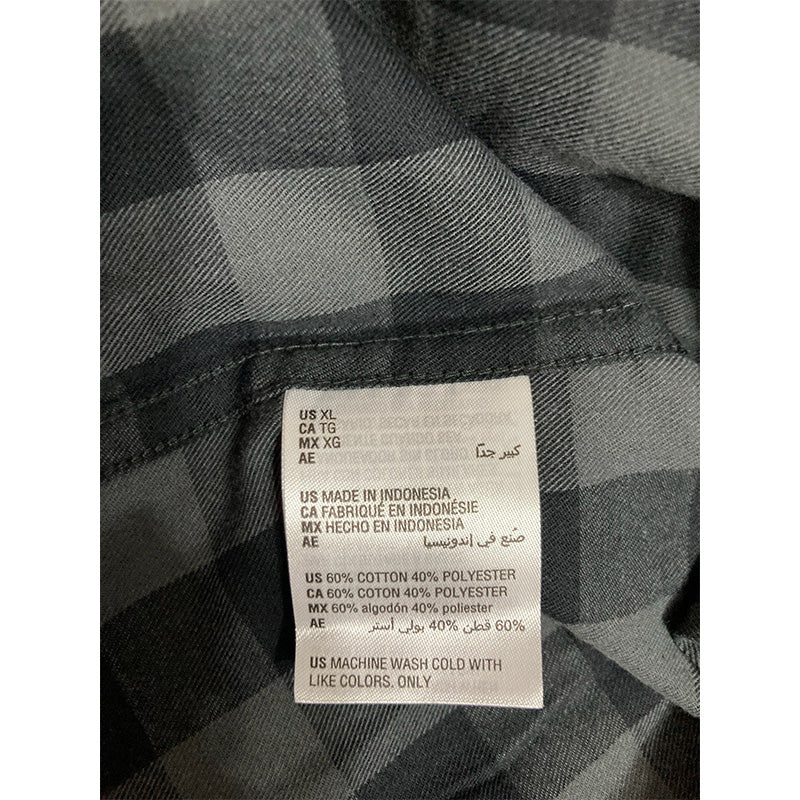 US XL
CA TG
MX XG
AE كبير جدًا
US MADE IN INDONESIA
CA FABRIQUÉ EN INDONÉSIE
MX HECHO EN INDONESIA
AE صُنع في إندونيسيا
US 60% COTTON 40% POLYESTER
CA 60% COTON 40% POLYESTER
MX 60% algodón 40% poliester
AE 60% قطن 40% بولي أستر
US MACHINE WASH COLD WITH
LIKE COLORS. ONLY